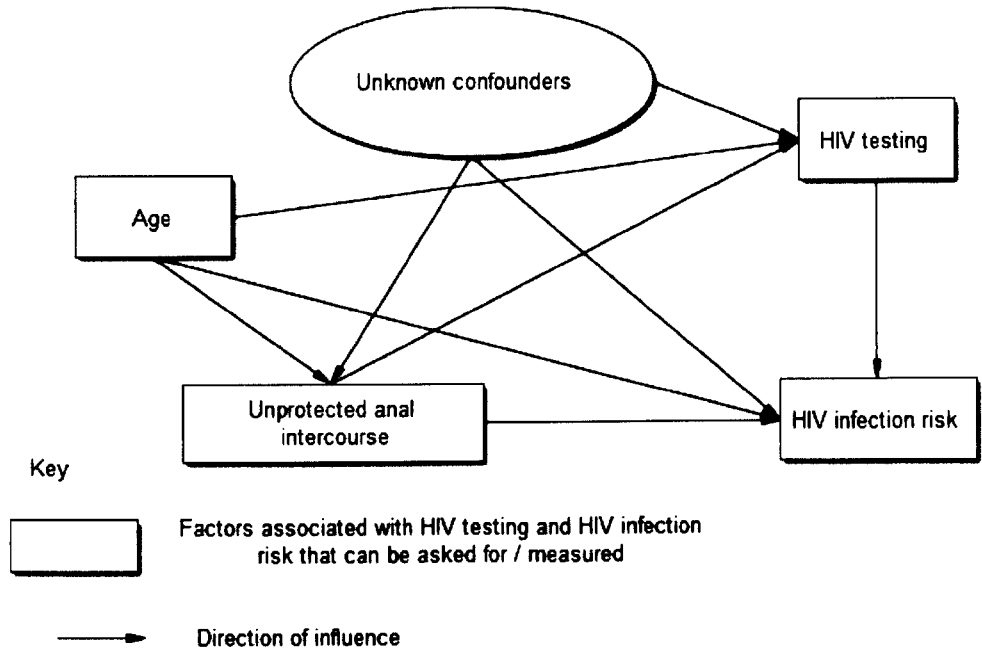 Unknown confounders
HIV testing
Age
Unprotected anal
intercourse
HIV infection risk
Key
Factors associated with HIV testing and HIV infection
risk that can be asked for / measured
Direction of influence